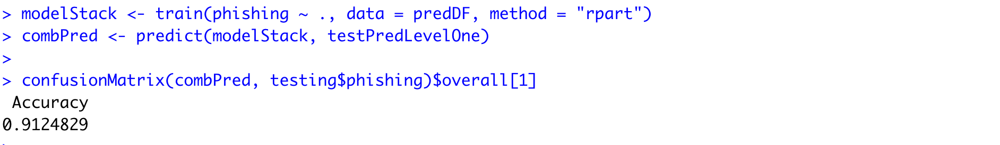 > modelStack <- train(phishing ~ ., data = predDF, method = "rpart")
> combPred <- predict(modelStack, testPredLevelOne)
>
> confusionMatrix(combPred, testing$phishing)$overall[1]
 Accuracy
0.9124829
>